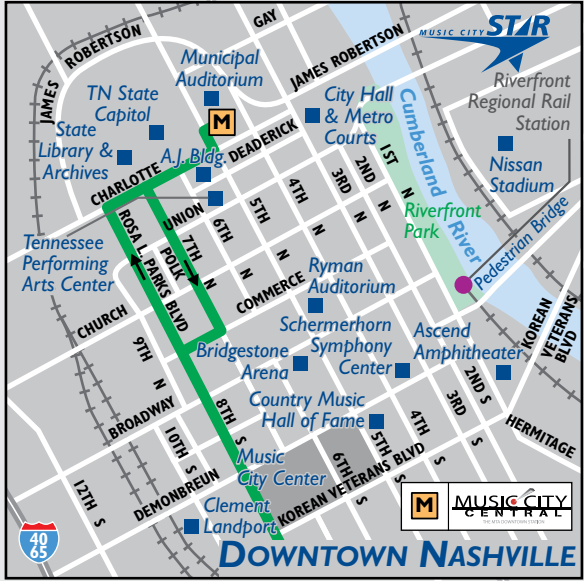 MUSIC CITY STAR
Riverfront
Regional Rail
Station
GAY
JAMES ROBERTSON
JAMES ROBERTSON
Municipal
Auditorium
TN State
Capitol
State
Library &
Archives
M
City Hall
& Metro
Courts
DEADERICK
A.J. Bldg.
CHARLOTTE
Cumberland
River
Nissan
Stadium
1ST N
2ND N
3RD N
4TH N
5TH N
6TH N
7TH N
UNION
POLK
ROSA L. PARKS BLVD
Riverfront
Park
Pedestrian Bridge
Tennessee
Performing
Arts Center
CHURCH
COMMERCE
Ryman
Auditorium
Schermerhorn
Symphony
Center
Ascend
Amphitheater
KOREAN
VETERANS
BLVD
Bridgestone
Arena
9TH N
BROADWAY
8TH S
Country Music
Hall of Fame
2ND S
3RD S
4TH S
5TH S
6TH S
HERMITAGE
10TH S
12TH S
DEMONBREUN
Music
City Center
KOREAN VETERANS BLVD
Clement
Landport
M
MUSIC CITY
CENTRAL
THE MTA DOWNTOWN STATION
40
65
DOWNTOWN NASHVILLE